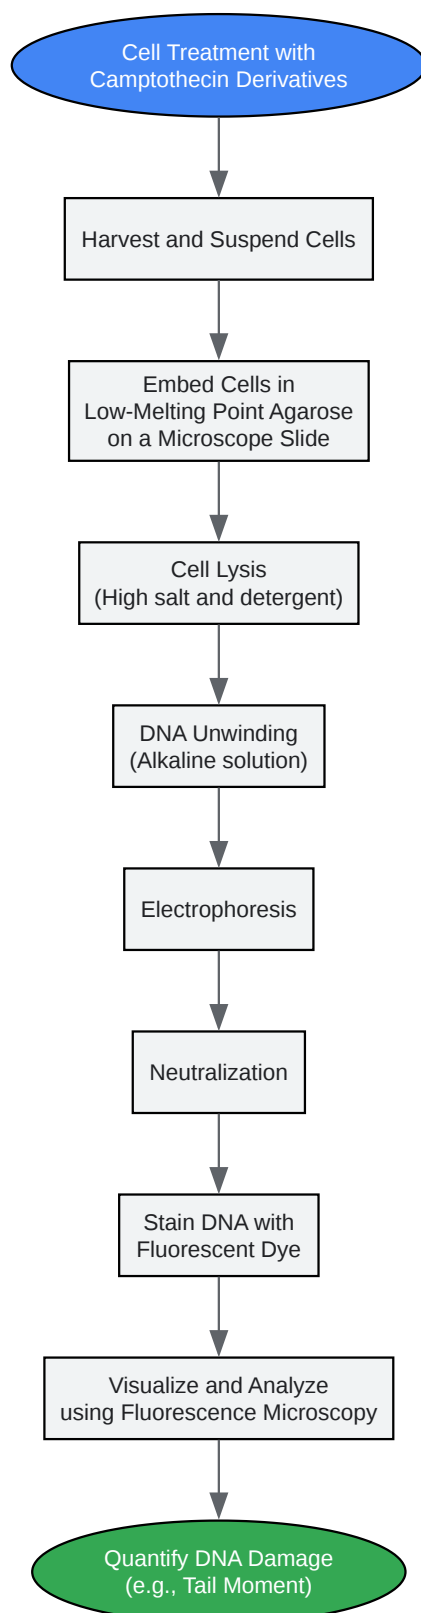 Cell Treatment with
Camptothecin Derivatives
Harvest and Suspend Cells
Embed Cells in
Low-Melting Point Agarose
on a Microscope Slide
Cell Lysis
(High salt and detergent)
DNA Unwinding
(Alkaline solution)
Electrophoresis
Neutralization
Stain DNA with
Fluorescent Dye
Visualize and Analyze
using Fluorescence Microscopy
Quantify DNA Damage
(e.g., Tail Moment)